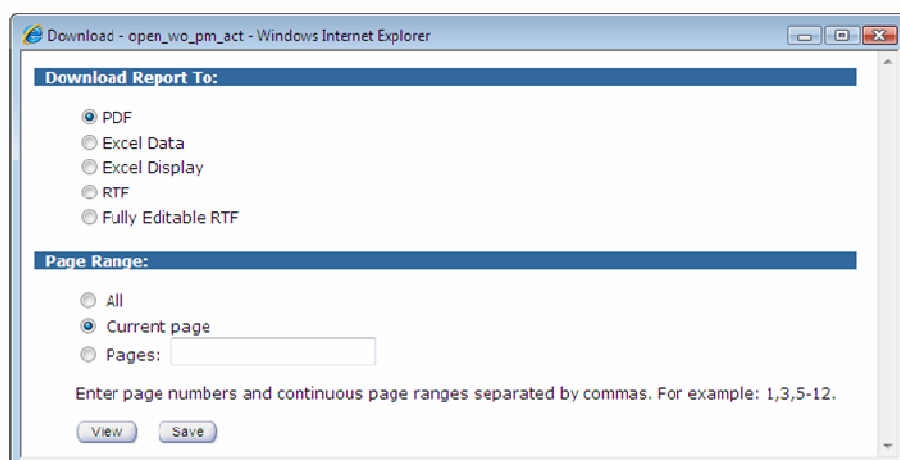 Download - open_wo_pm_act - Windows Internet Explorer
Download Report To:
PDF
Excel Data
Excel Display
RTF
Fully Editable RTF
Page Range:
All
Current page
Pages:
Enter page numbers and continuous page ranges separated by commas. For example: 1,3,5-12.
View Save